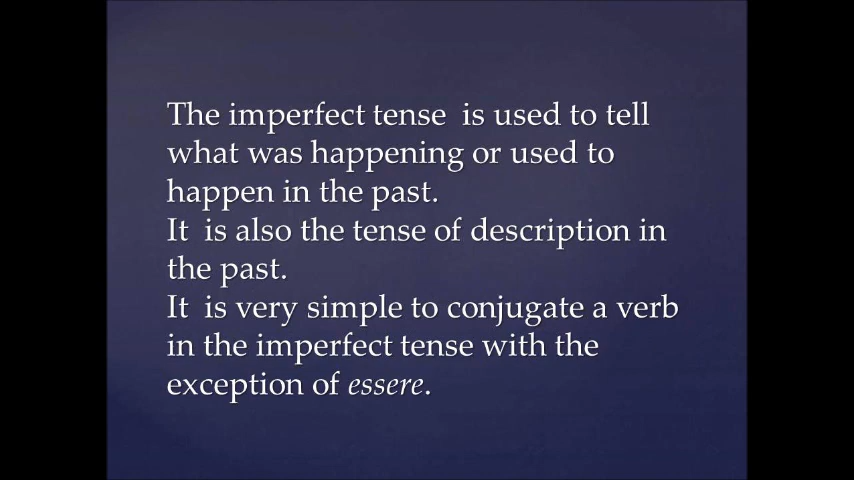 The imperfect tense  is used to tell
what was happening or used to
happen in the past.
It  is also the tense of description in
the past.
It  is very simple to conjugate a verb
in the imperfect tense with the
exception of essere.